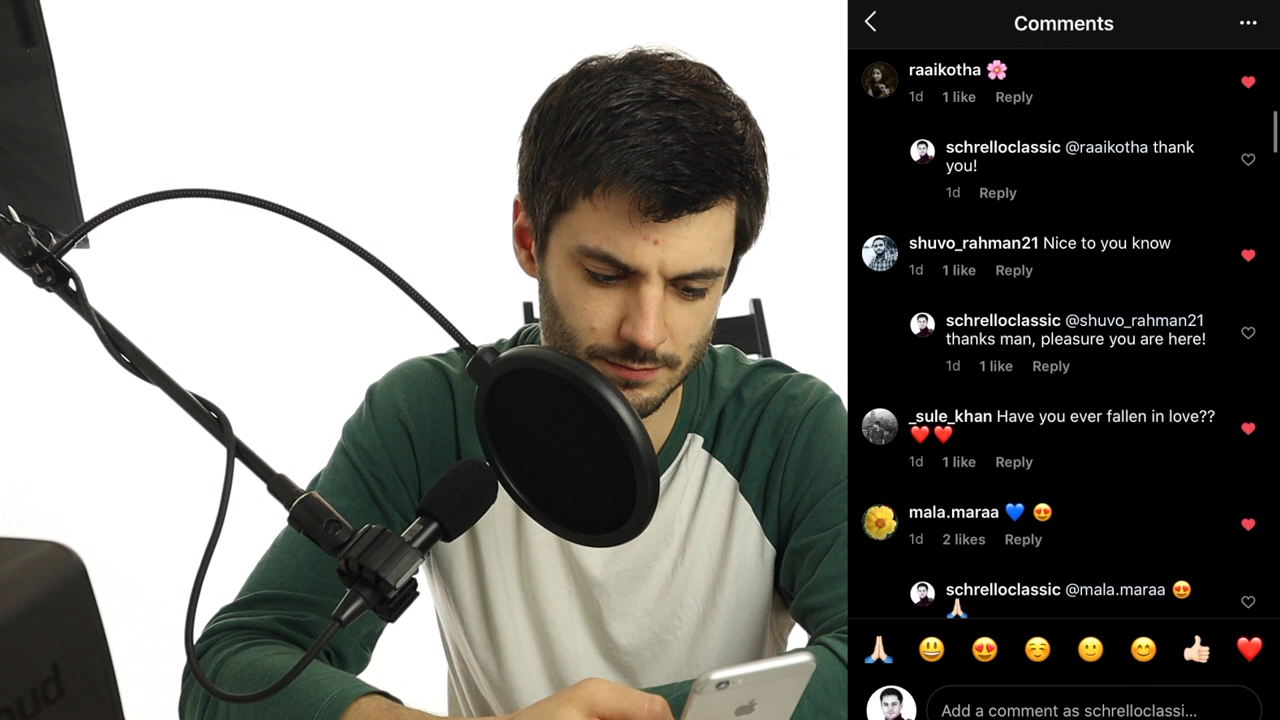 Comments
raaikotha 🌸
1d 1 like Reply
schrelloclassic @raaikotha thank
you!
1d Reply
shuvo_rahman21 Nice to you know
1d 1 like Reply
schrelloclassic @shuvo_rahman21
thanks man, pleasure you are here!
1d 1 like Reply
_sule_khan Have you ever fallen in love??
❤️❤️
1d 1 like Reply
mala.maraa 💙 😍
1d 2 likes Reply
schrelloclassic @mala.maraa 😍
🙏🏻
🙏🏻 😃 😍 ☺️ 🙂 😊 👍🏻 ❤️
Add a comment as schrelloclassi...